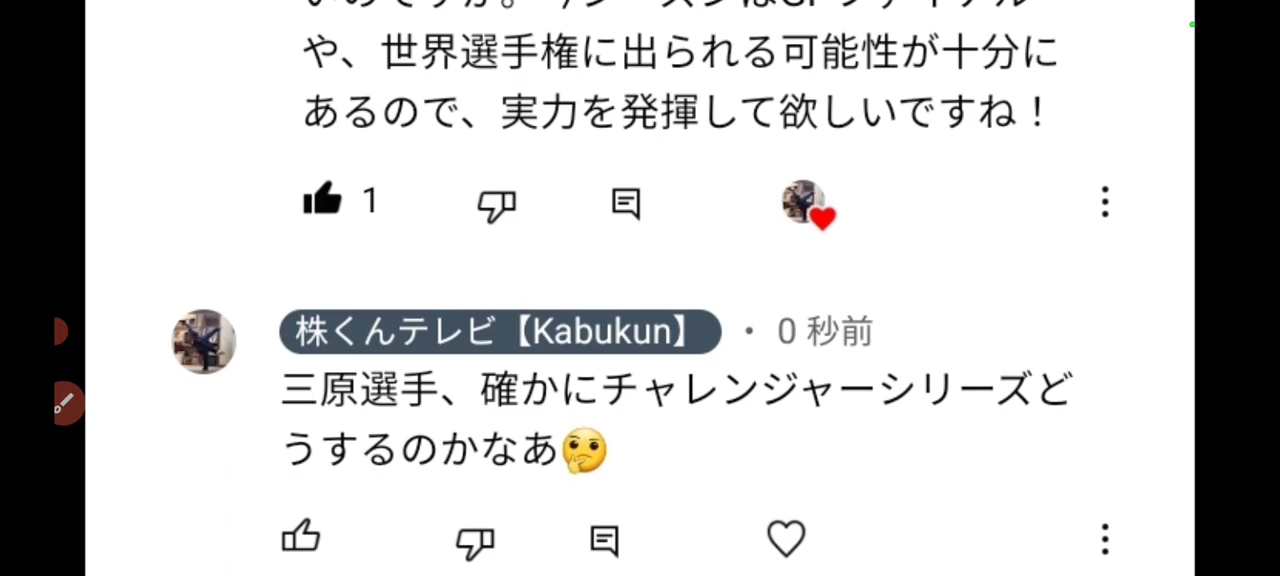 や、世界選手権に出られる可能性が十分に
あるので、実力を発揮して欲しいですね！
1
株くんテレビ【Kabukun】 ・ 0 秒前
三原選手、確かにチャレンジャーシリーズど
うするのかなあ🤔